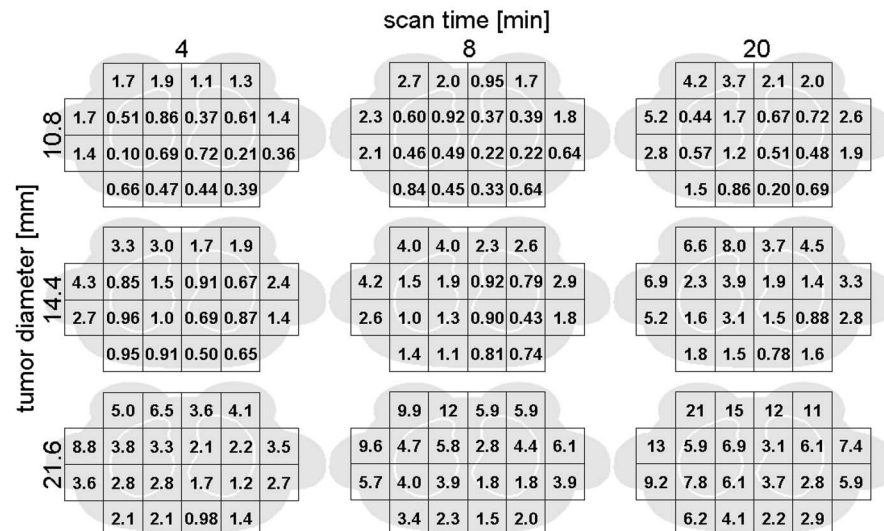 scan time [min]
4 8 20
tumor diameter [mm]
10.8
1.7 1.9 1.1 1.3 2.7 2.0 0.95 1.7 4.2 3.7 2.1 2.0
1.7 0.51 0.86 0.37 0.61 1.4 2.3 0.60 0.92 0.37 0.39 1.8 5.2 0.44 1.7 0.67 0.72 2.6
1.4 0.10 0.69 0.72 0.21 0.36 2.1 0.46 0.49 0.22 0.22 0.64 2.8 0.57 1.2 0.51 0.48 1.9
0.66 0.47 0.44 0.39 0.84 0.45 0.33 0.64 1.5 0.86 0.20 0.69
14.4
3.3 3.0 1.7 1.9 4.0 4.0 2.3 2.6 6.6 8.0 3.7 4.5
4.3 0.85 1.5 0.91 0.67 2.4 4.2 1.5 1.9 0.92 0.79 2.9 6.9 2.3 3.9 1.9 1.4 3.3
2.7 0.96 1.0 0.69 0.87 1.4 2.6 1.0 1.3 0.90 0.43 1.8 5.2 1.6 3.1 1.5 0.88 2.8
0.95 0.91 0.50 0.65 1.4 1.1 0.81 0.74 1.8 1.5 0.78 1.6
21.6
5.0 6.5 3.6 4.1 9.9 12 5.9 5.9 21 15 12 11
8.8 3.8 3.3 2.1 2.2 3.5 9.6 4.7 5.8 2.8 4.4 6.1 13 5.9 6.9 3.1 6.1 7.4
3.6 2.8 2.8 1.7 1.2 2.7 5.7 4.0 3.9 1.8 1.8 3.9 9.2 7.8 6.1 3.7 2.8 5.9
2.1 2.1 0.98 1.4 3.4 2.3 1.5 2.0 6.2 4.1 2.2 2.9